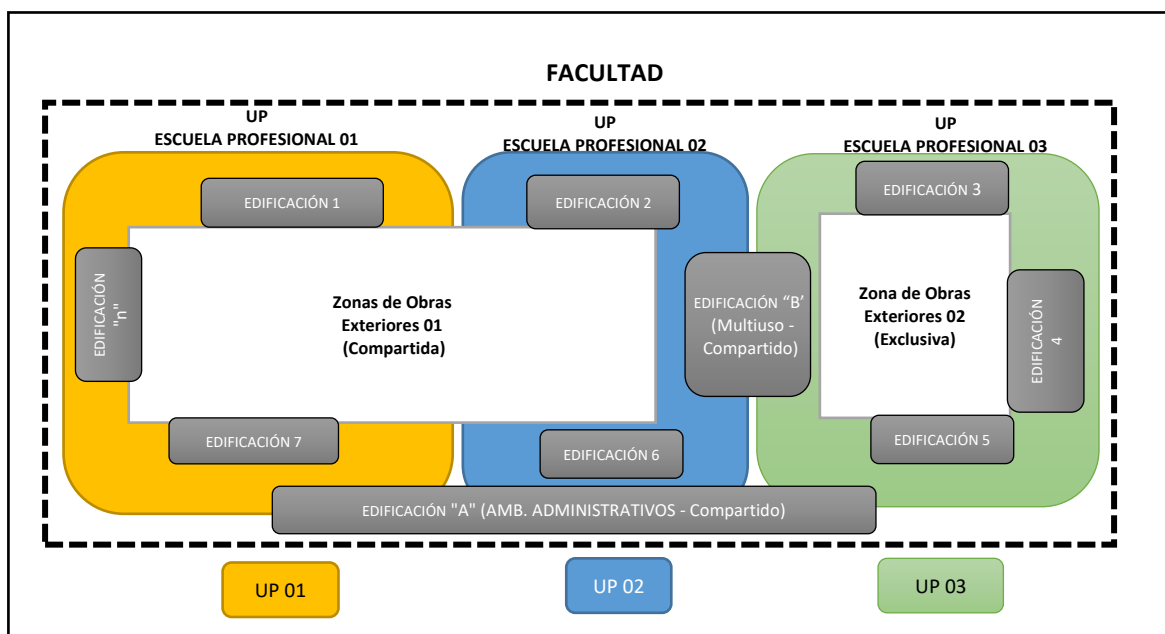 FACULTAD
UP
ESCUELA PROFESIONAL 01
UP
ESCUELA PROFESIONAL 02
UP
ESCUELA PROFESIONAL 03
EDIFICACIÓN 1
EDIFICACIÓN 2
EDIFICACIÓN 3
EDIFICACIÓN
"n"
Zonas de Obras
Exteriores 01
(Compartida)
EDIFICACIÓN “B’
(Multiuso -
Compartido)
Zona de Obras
Exteriores 02
(Exclusiva)
EDIFICACIÓN
4
EDIFICACIÓN 7
EDIFICACIÓN 6
EDIFICACIÓN 5
EDIFICACIÓN "A" (AMB. ADMINISTRATIVOS - Compartido)
UP 01
UP 02
UP 03